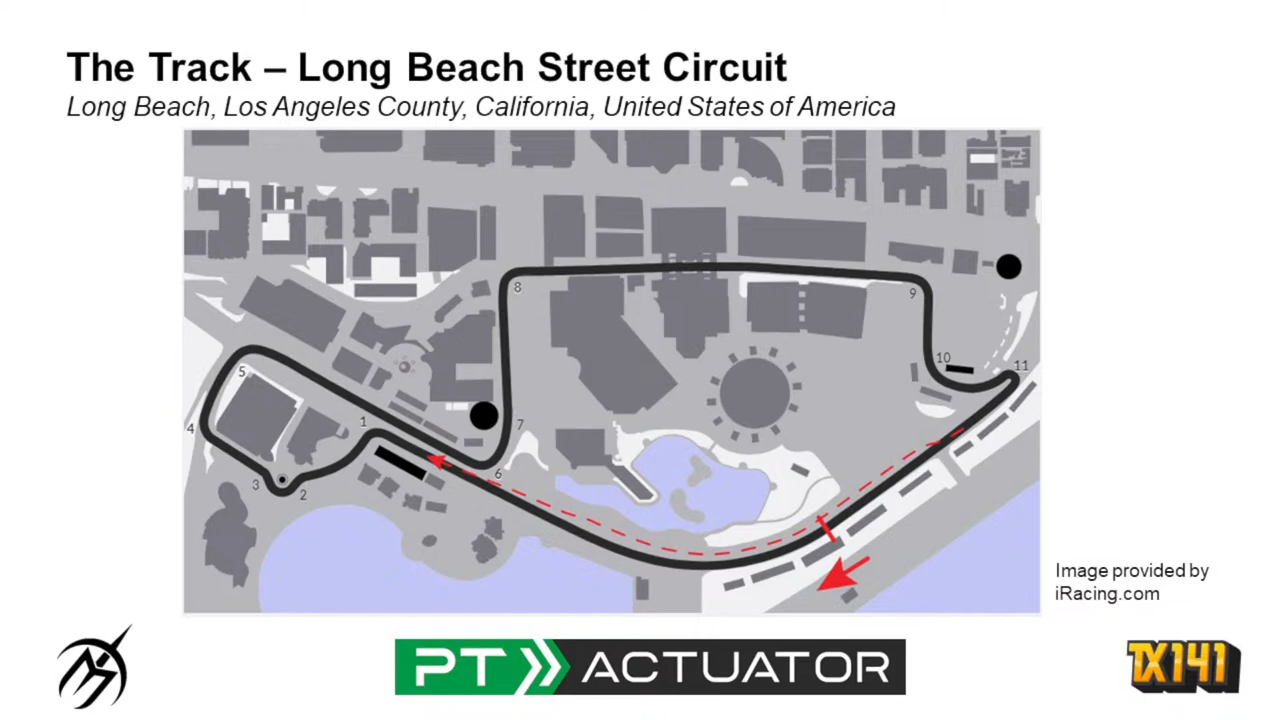 The Track – Long Beach Street Circuit
Long Beach, Los Angeles County, California, United States of America
8
9
10
11
5
1
4
7
6
3
2
Image provided by
iRacing.com
PT ACTUATOR
TX141